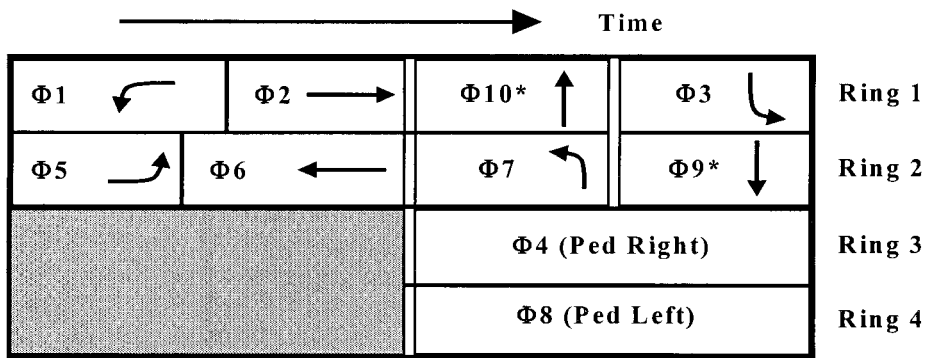 Time
Φ1 Φ2 Φ10* Φ3 Ring 1
Φ5 Φ6 Φ7 Φ9* Ring 2
Φ4 (Ped Right) Ring 3
Φ8 (Ped Left) Ring 4